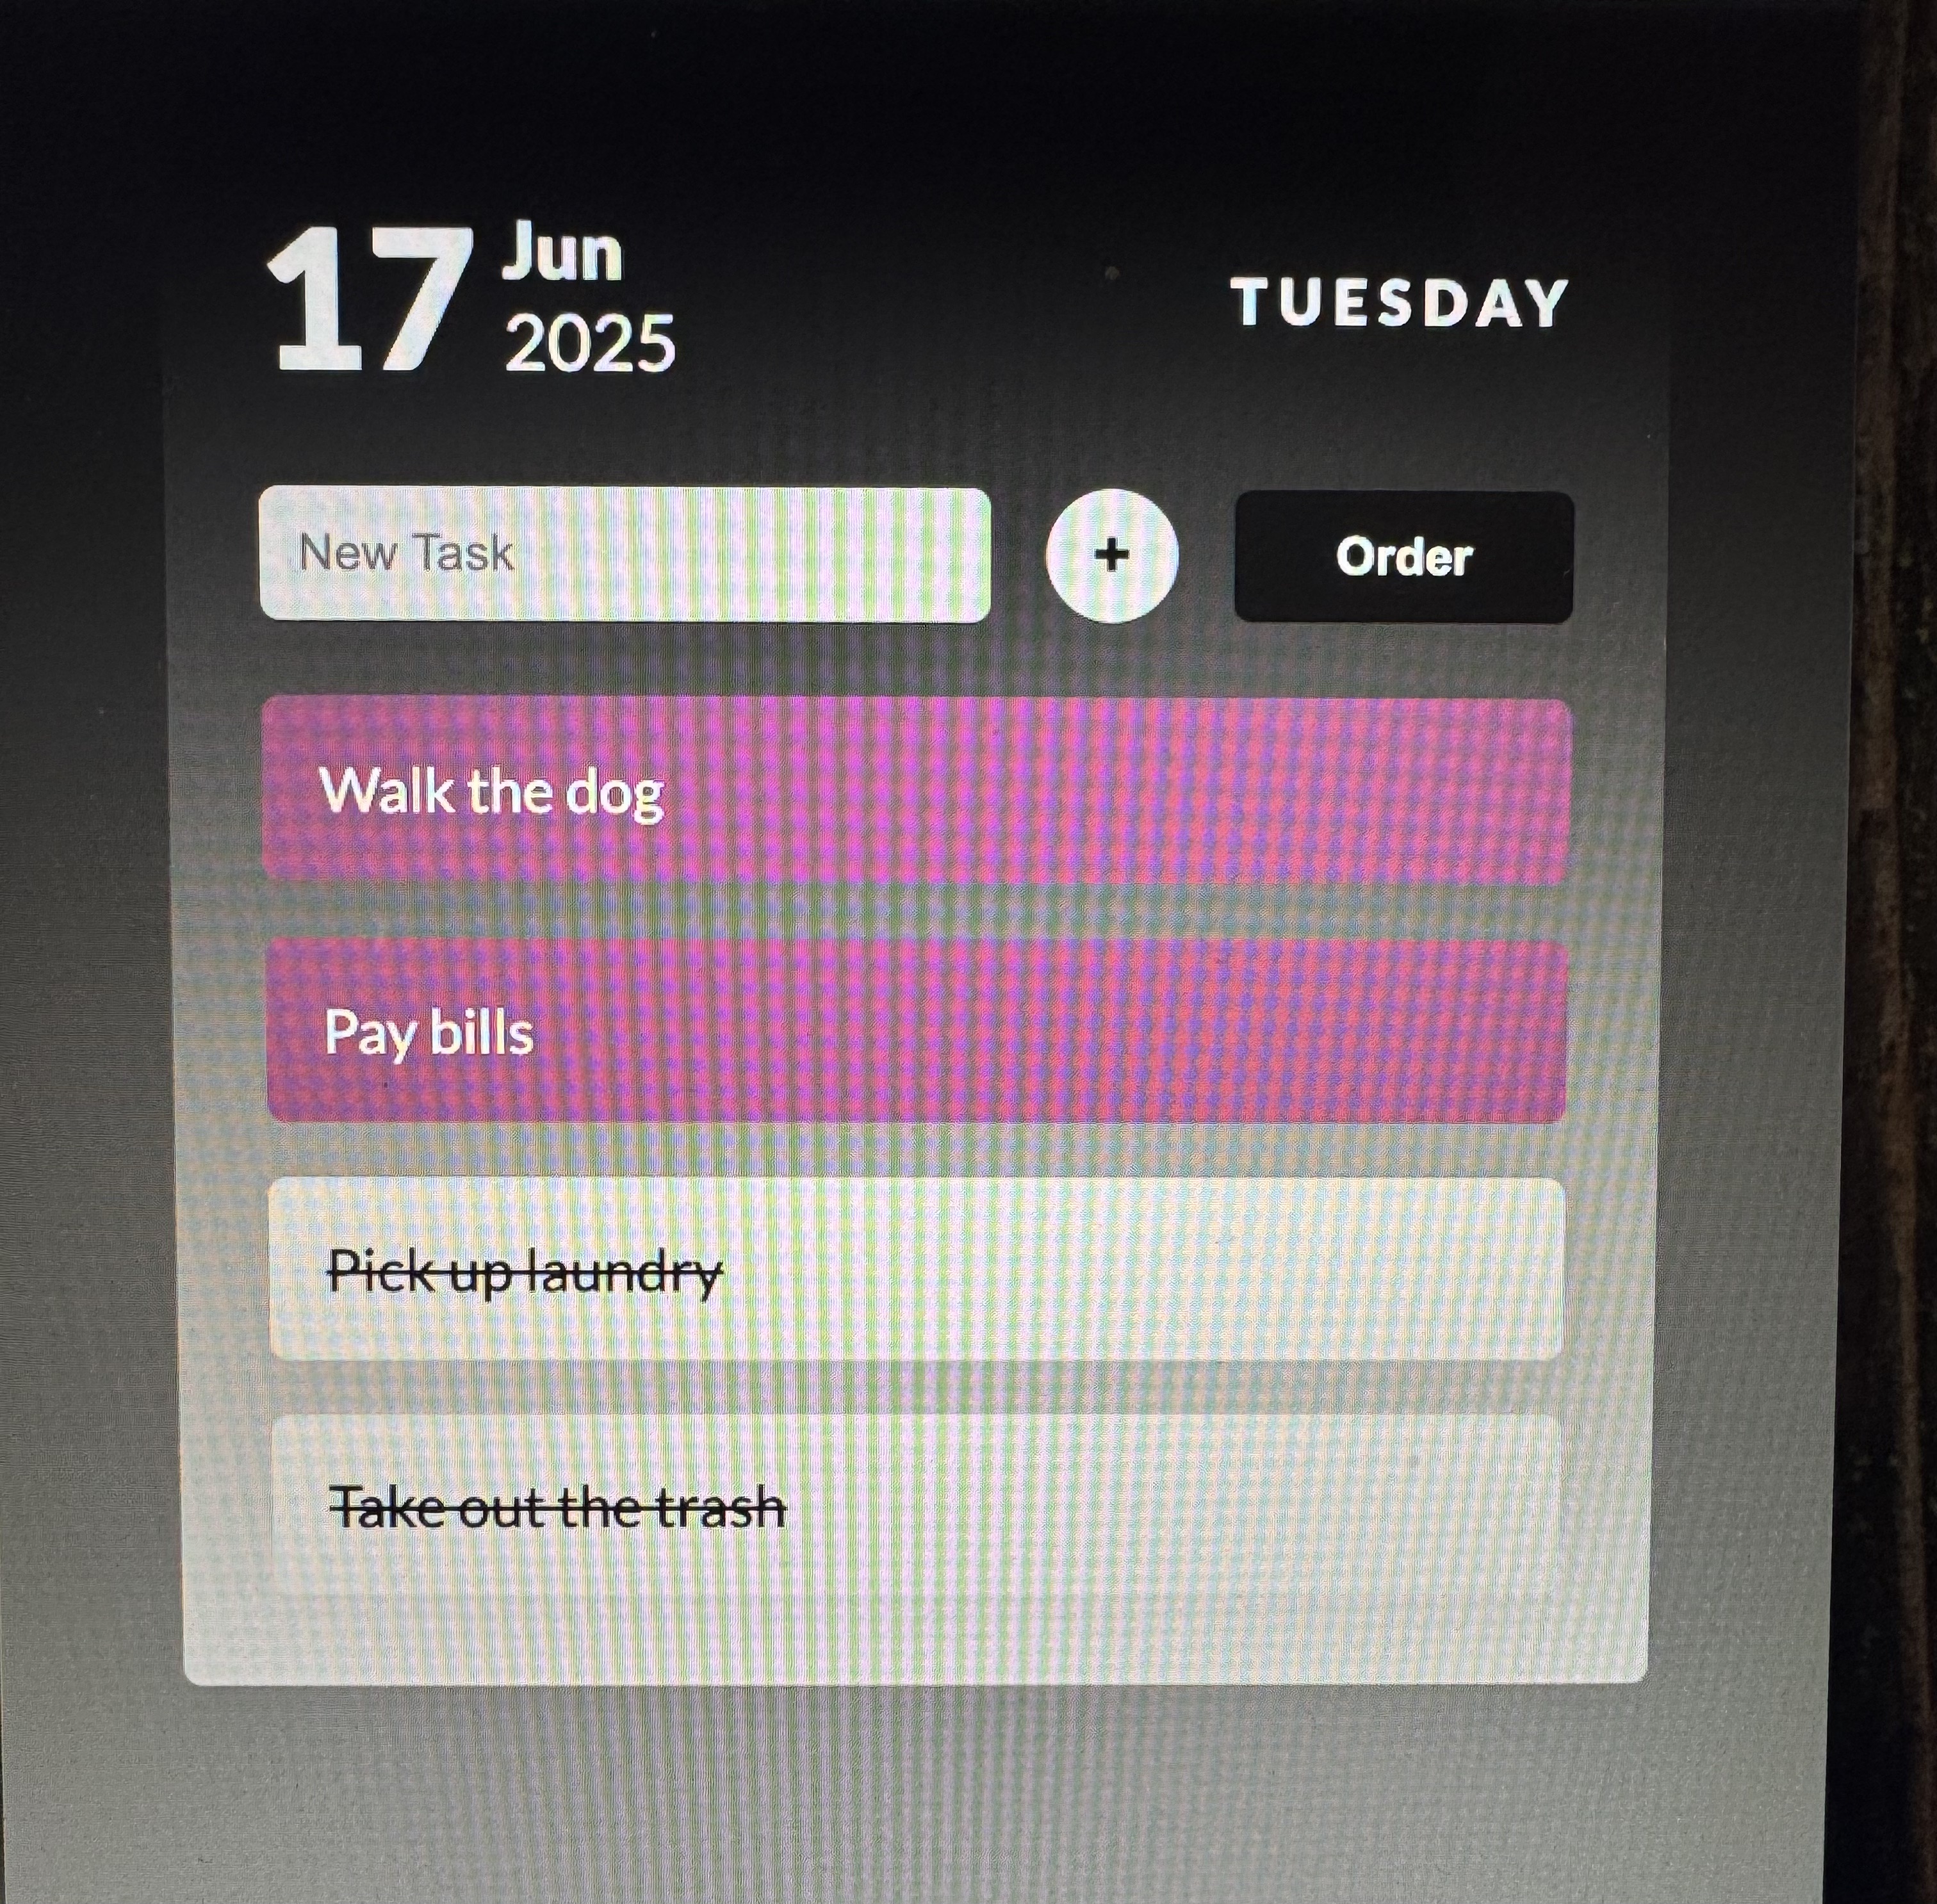 17 Jun
2025
TUESDAY
New Task
+
Order
Walk the dog
Pay bills
Pick up laundry
Take out the trash